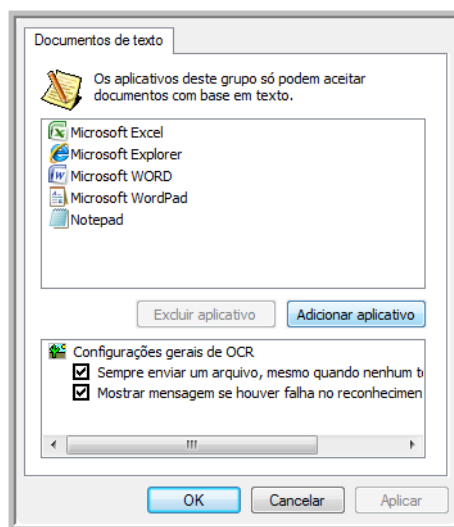 Documentos de texto
Os aplicativos deste grupo só podem aceitar
documentos com base em texto.
Microsoft Excel
Microsoft Explorer
Microsoft WORD
Microsoft WordPad
Notepad
Excluir aplicativo Adicionar aplicativo
Configurações gerais de OCR
Sempre enviar um arquivo, mesmo quando nenhum t
Mostrar mensagem se houver falha no reconhecimen
OK Cancelar Aplicar